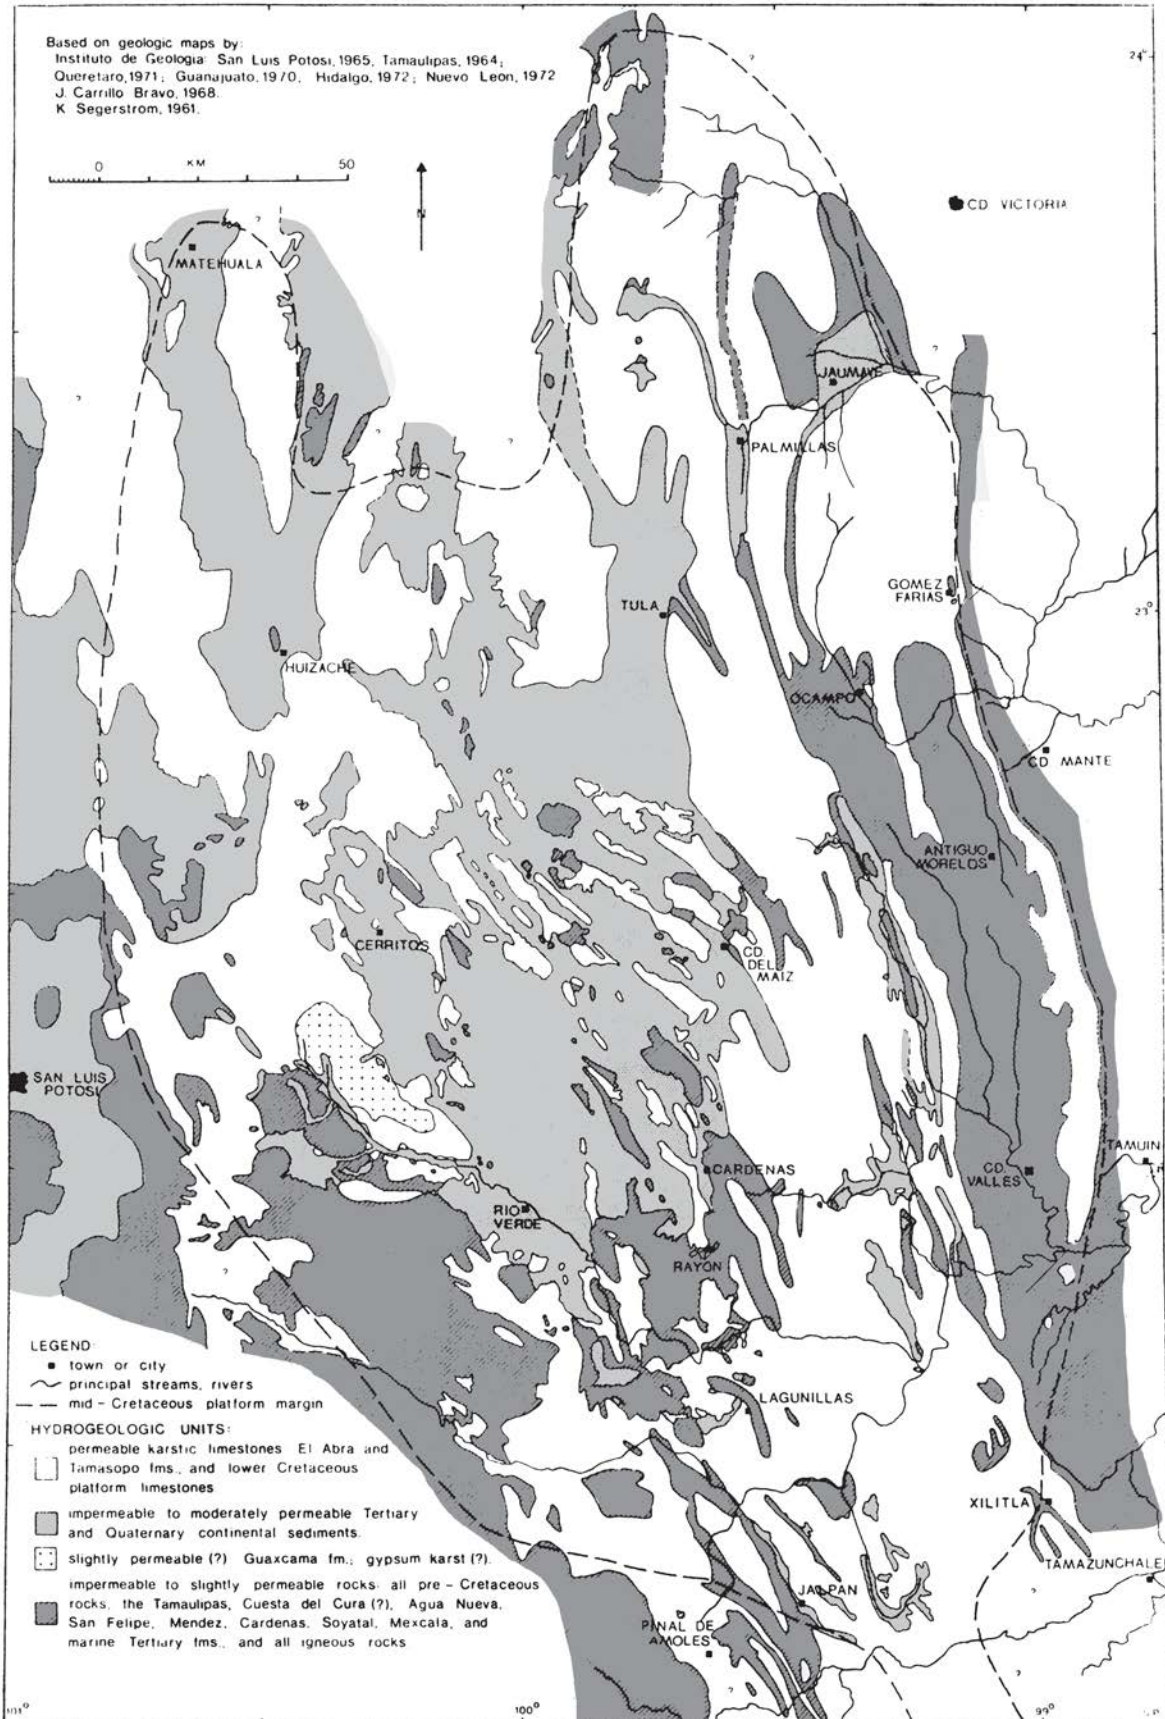 Based on geologic maps by:
Instituto de Geologia: San Luis Potosi, 1965, Tamaulipas, 1964;
Queretaro, 1971; Guanajuato, 1970, Hidalgo, 1972; Nuevo Leon, 1972
J. Carrillo Bravo, 1968.
K Segerstrom, 1961.
24°
0 KM 50
N
CD VICTORIA
MATEHUALA
JAUMAVE
PALMILLAS
GOMEZ
FARIAS
TULA
23°
HUIZACHE
OCAMPO
CD. MANTE
ANTIGUO
MORELOS
CERRITOS
CD.
DEL
MAIZ
SAN LUIS
POTOSI
TAMUIN
CARDENAS
CD.
VALLES
RIO
VERDE
RAYON
LEGEND:
town or city
principal streams, rivers
mid - Cretaceous platform margin
LAGUNILLAS
HYDROGEOLOGIC UNITS:
permeable karstic limestones El Abra and
Tamasopo fms., and lower Cretaceous
platform limestones
impermeable to moderately permeable Tertiary
and Quaternary continental sediments.
slightly permeable (?) Guaxcama fm.; gypsum karst (?).
impermeable to slightly permeable rocks: all pre - Cretaceous
rocks, the Tamaulipas, Cuesta del Cura (?), Agua Nueva,
San Felipe, Mendez, Cardenas, Soyatal, Mexcala, and
marine Tertiary fms., and all igneous rocks
XILITLA
TAMAZUNCHALE
JALPAN
PINAL DE
AMOLES
101° 100° 99°